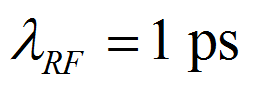 λ_RF = 1 ps